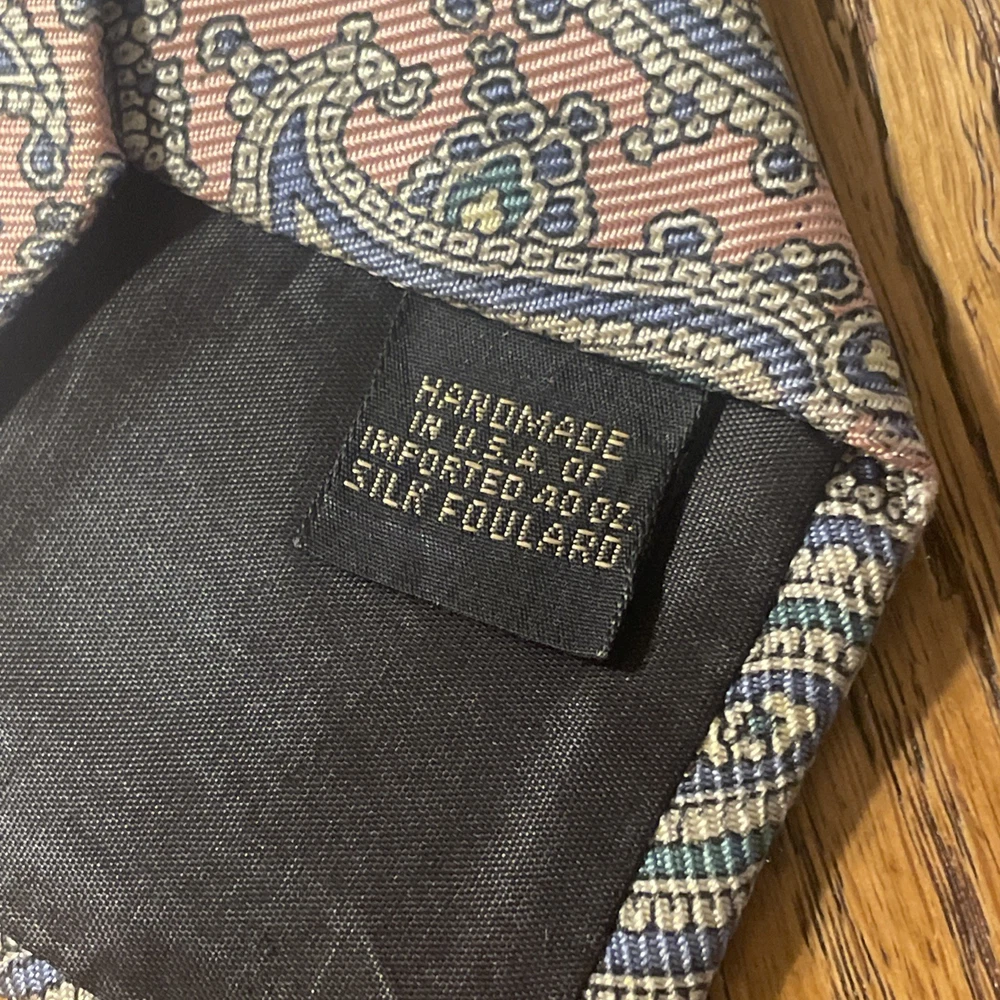 HANDMADE
IN U.S.A. OF
IMPORTED 40 OZ.
SILK FOULARD